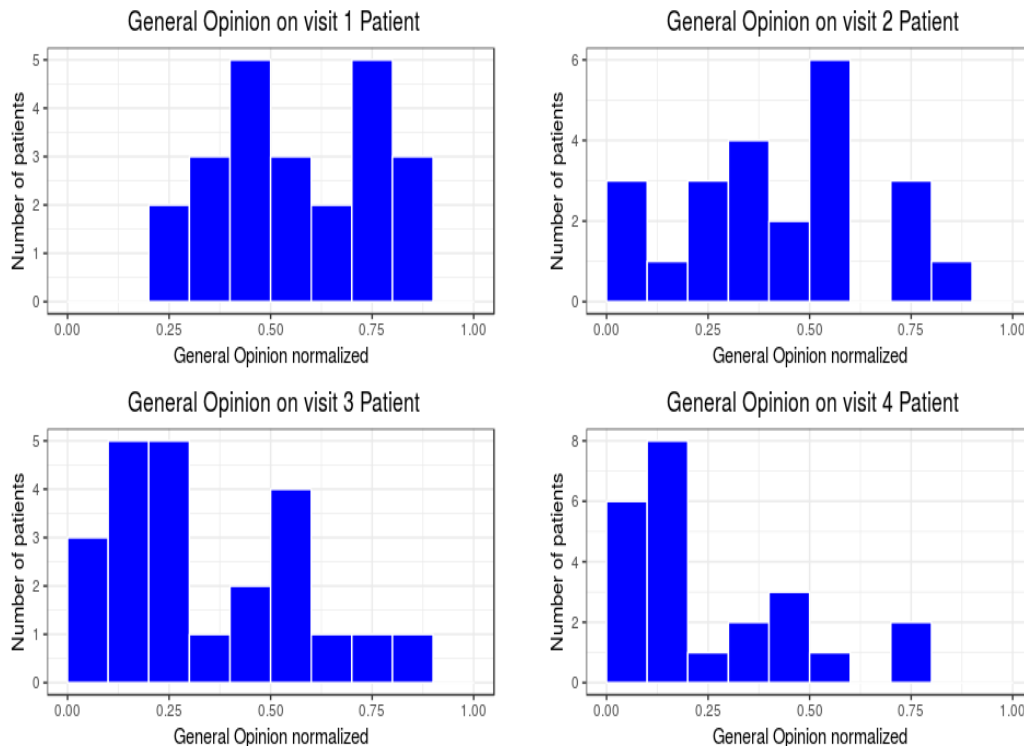 General Opinion on visit 1 Patient
Number of patients
5
4
3
2
1
0
0.00 0.25 0.50 0.75 1.00
General Opinion normalized
General Opinion on visit 2 Patient
Number of patients
6
4
2
0
0.00 0.25 0.50 0.75 1.00
General Opinion normalized
General Opinion on visit 3 Patient
Number of patients
5
4
3
2
1
0
0.00 0.25 0.50 0.75 1.00
General Opinion normalized
General Opinion on visit 4 Patient
Number of patients
8
6
4
2
0
0.00 0.25 0.50 0.75 1.00
General Opinion normalized